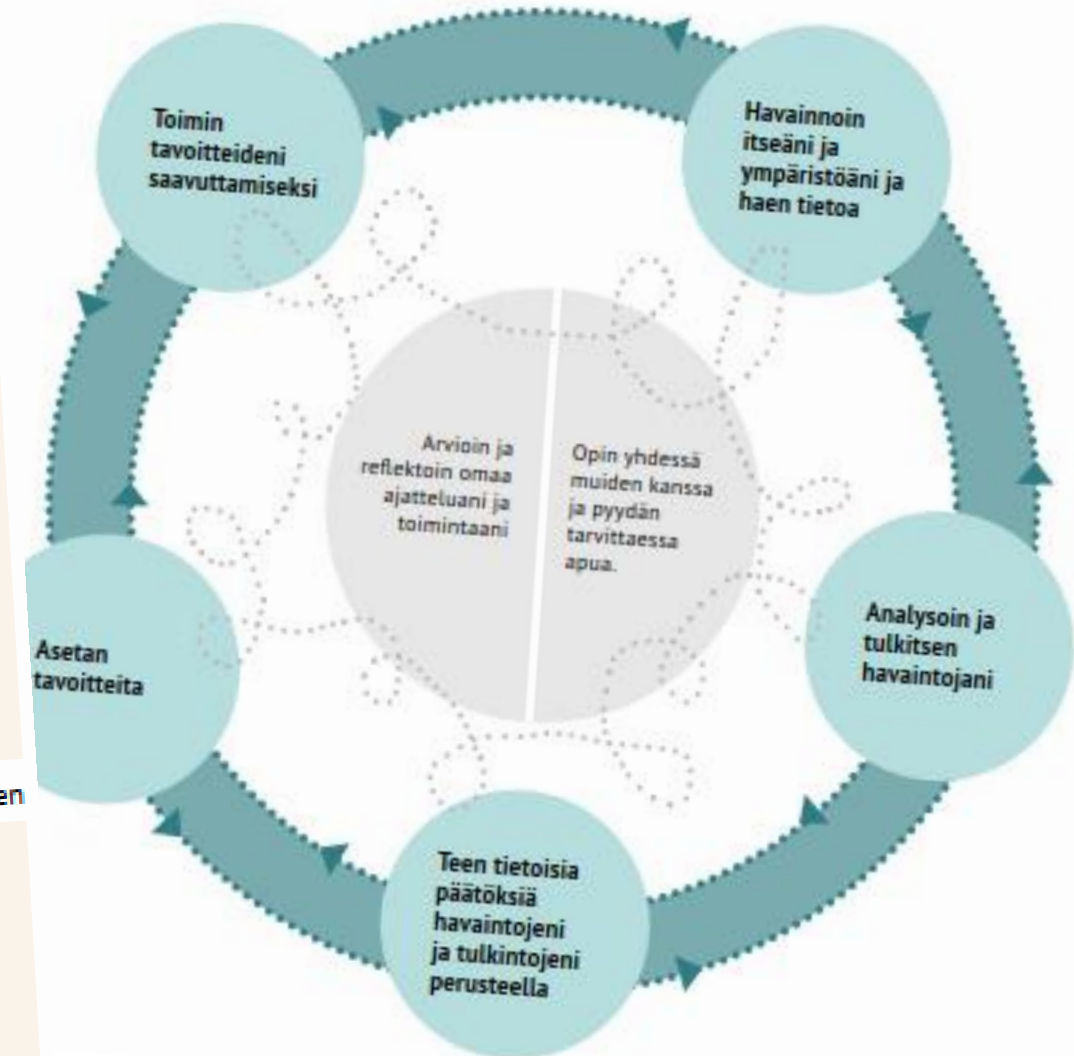 Toimin
tavoitteideni
saavuttamiseksi
Havainnoin
itseäni ja
ympäristöäni ja
haen tietoa
Arvioin ja
reflektoin omaa
ajatteluani ja
toimintaani
Opin yhdessä
muiden kanssa
ja pyydän
tarvittaessa
apua.
Analysoin ja
tulkitsen
havaintojani
Asetan
tavoitteita
en
Teen tietoisia
päätöksiä
havaintojeni
ja tulkintojeni
perusteella